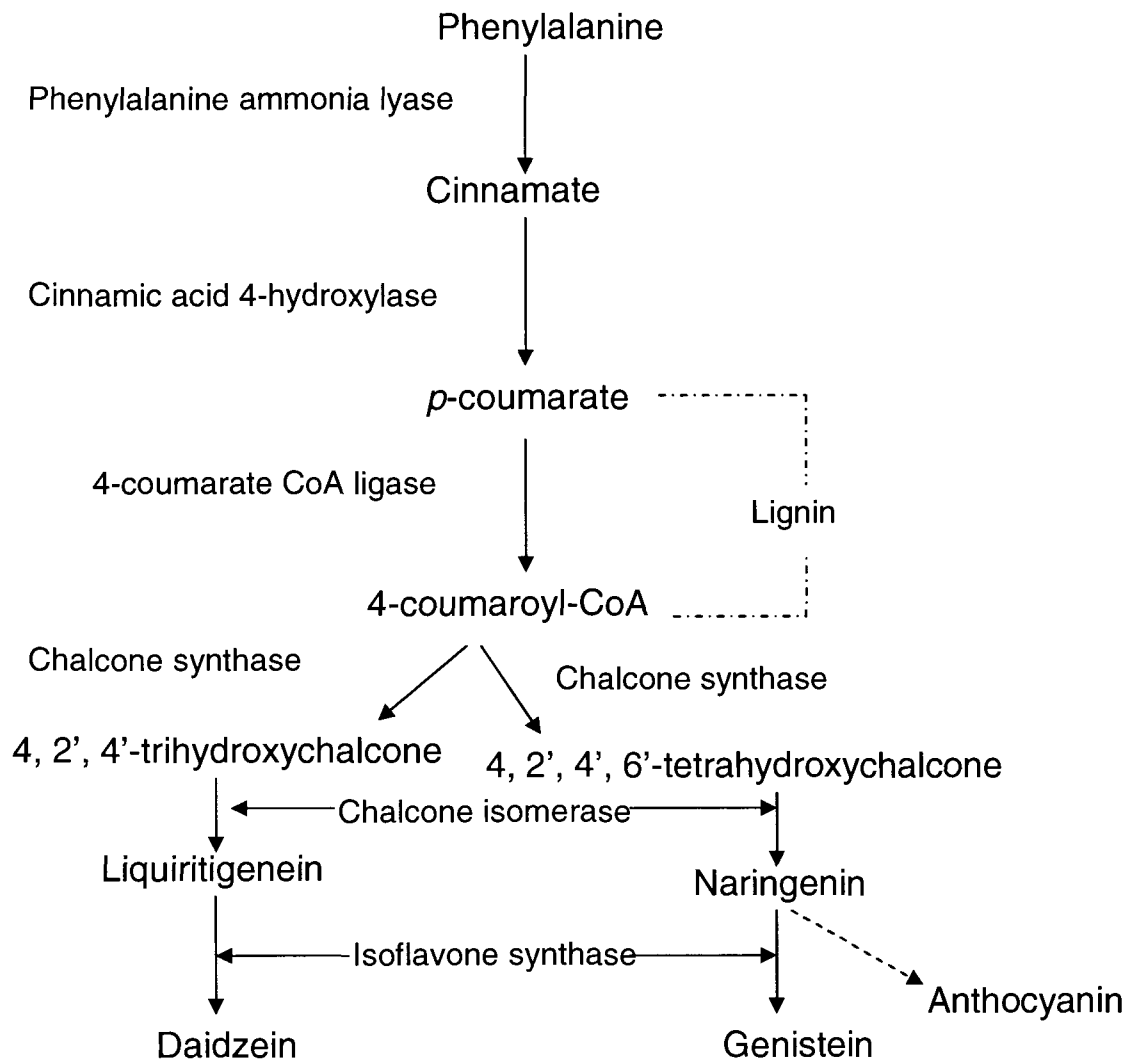 Phenylalanine
Phenylalanine ammonia lyase
Cinnamate
Cinnamic acid 4-hydroxylase
p-coumarate
4-coumarate CoA ligase
Lignin
4-coumaroyl-CoA
Chalcone synthase
Chalcone synthase
4, 2’, 4’-trihydroxychalcone
4, 2’, 4’, 6’-tetrahydroxychalcone
Chalcone isomerase
Liquiritigenein
Naringenin
Isoflavone synthase
Anthocyanin
Daidzein
Genistein